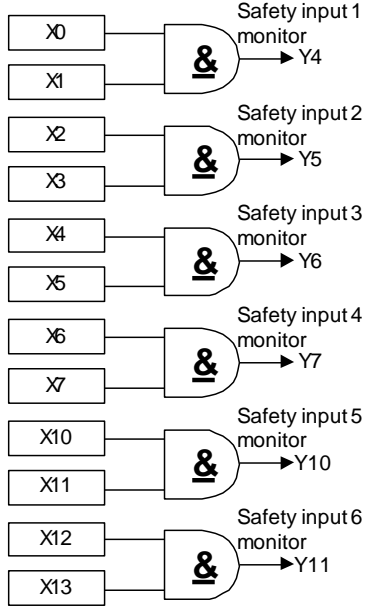 Safety input 1
monitor
X0
&
Y4
X1
Safety input 2
monitor
X2
&
Y5
X3
Safety input 3
monitor
X4
&
Y6
X5
Safety input 4
monitor
X6
&
Y7
X7
Safety input 5
monitor
X10
&
Y10
X11
Safety input 6
monitor
X12
&
Y11
X13